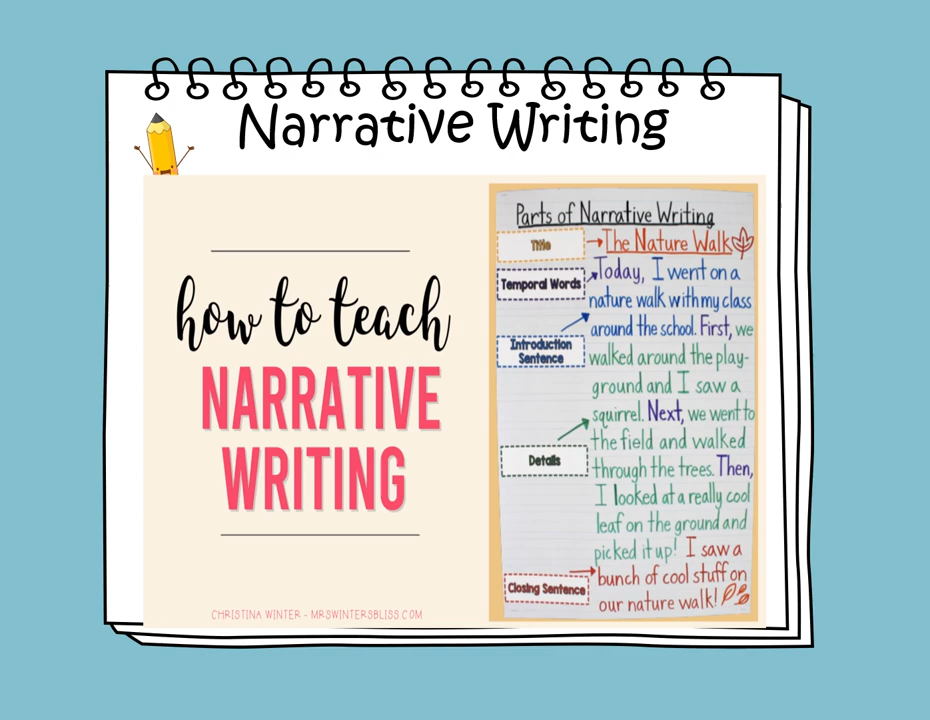 Narrative Writing
how to teach
NARRATIVE
WRITING
CHRISTINA WINTER - MRSWINTERSBLISS.COM
Parts of Narrative Writing
Title
The Nature Walk
Temporal Words
Today, I went on a
nature walk with my class
around the school. First, we
Introduction
Sentence
walked around the play-
ground and I saw a
squirrel. Next, we went to
the field and walked
Details
through the trees. Then,
I looked at a really cool
leaf on the ground and
picked it up! I saw a
Closing Sentence
bunch of cool stuff on
our nature walk!